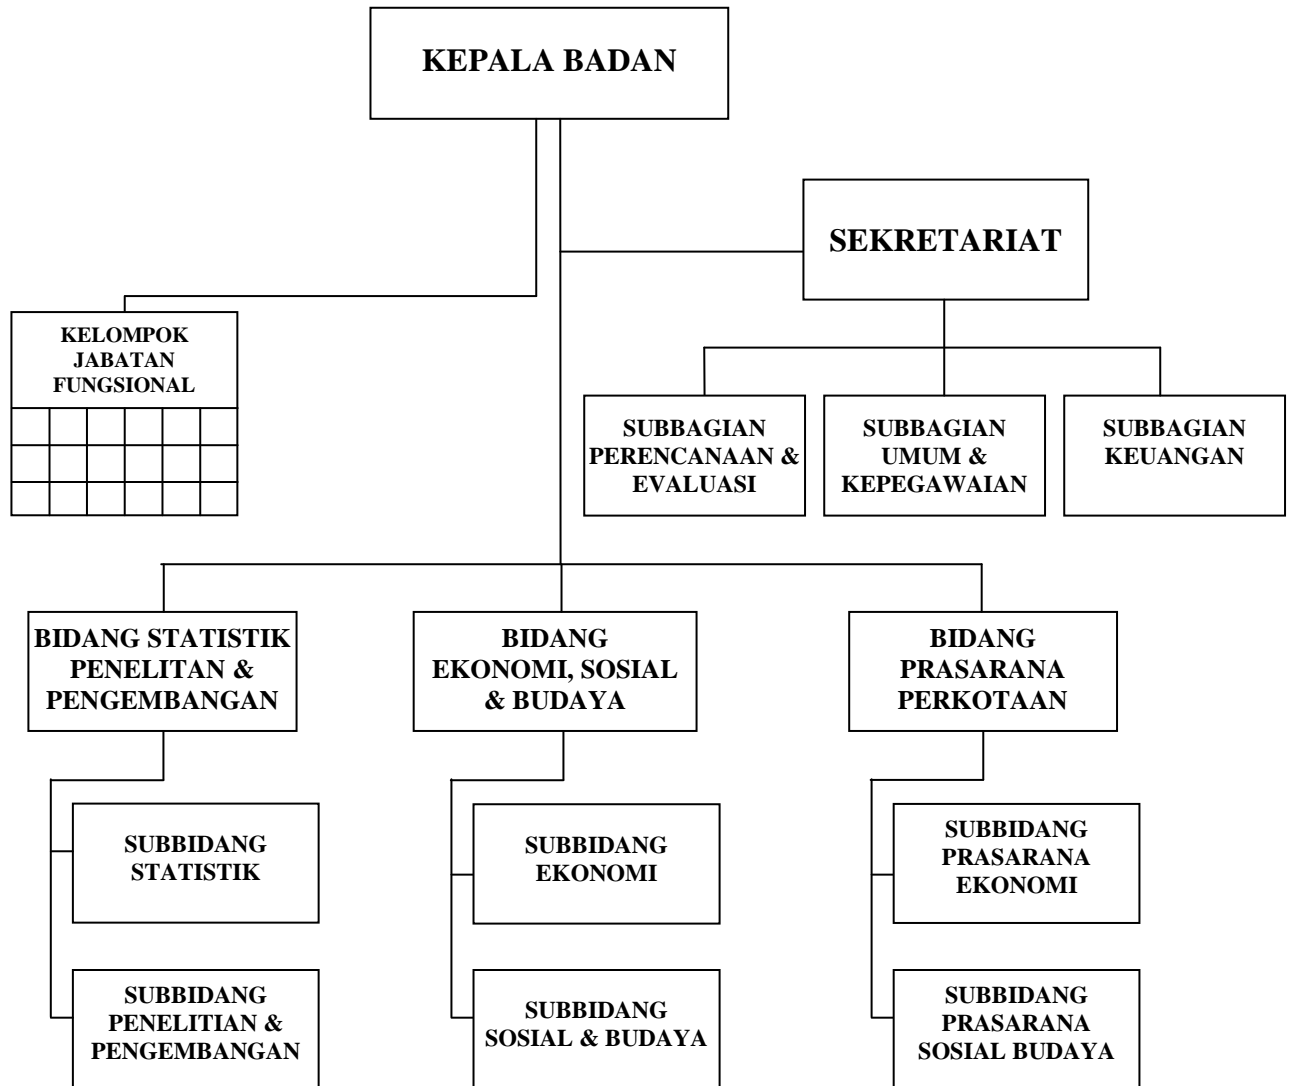 KEPALA BADAN
SEKRETARIAT
KELOMPOK
JABATAN
FUNGSIONAL
SUBBAGIAN
PERENCANAAN &
EVALUASI
SUBBAGIAN
UMUM &
KEPEGAWAIAN
SUBBAGIAN
KEUANGAN
BIDANG STATISTIK
PENELITAN &
PENGEMBANGAN
BIDANG
EKONOMI, SOSIAL
& BUDAYA
BIDANG
PRASARANA
PERKOTAAN
SUBBIDANG
STATISTIK
SUBBIDANG
EKONOMI
SUBBIDANG
PRASARANA
EKONOMI
SUBBIDANG
PENELITIAN &
PENGEMBANGAN
SUBBIDANG
SOSIAL & BUDAYA
SUBBIDANG
PRASARANA
SOSIAL BUDAYA